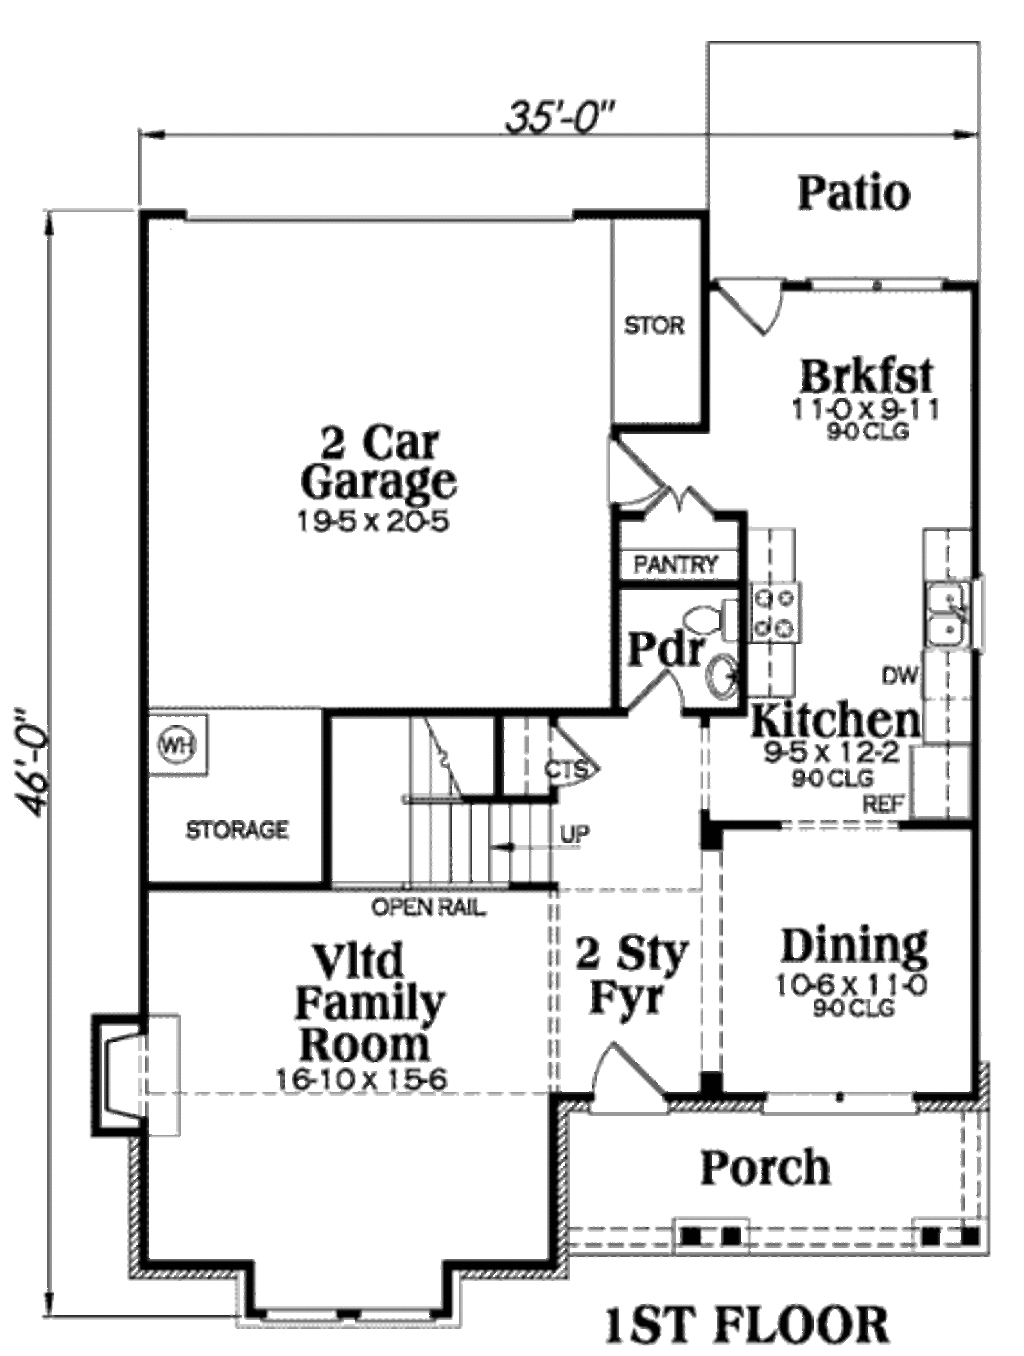 35'-0"
Patio
STOR
Brkfst
11-0 x 9-11
9-0 CLG
2 Car
Garage
19-5 x 20-5
PANTRY
Pdr
DW
Kitchen
9-5 x 12-2
9-0 CLG
REF
46'-0"
WH
CTS
STORAGE
UP
OPEN RAIL
Vltd
Family
Room
16-10 x 15-6
2 Sty
Fyr
Dining
10-6 x 11-0
9-0 CLG
Porch
1ST FLOOR